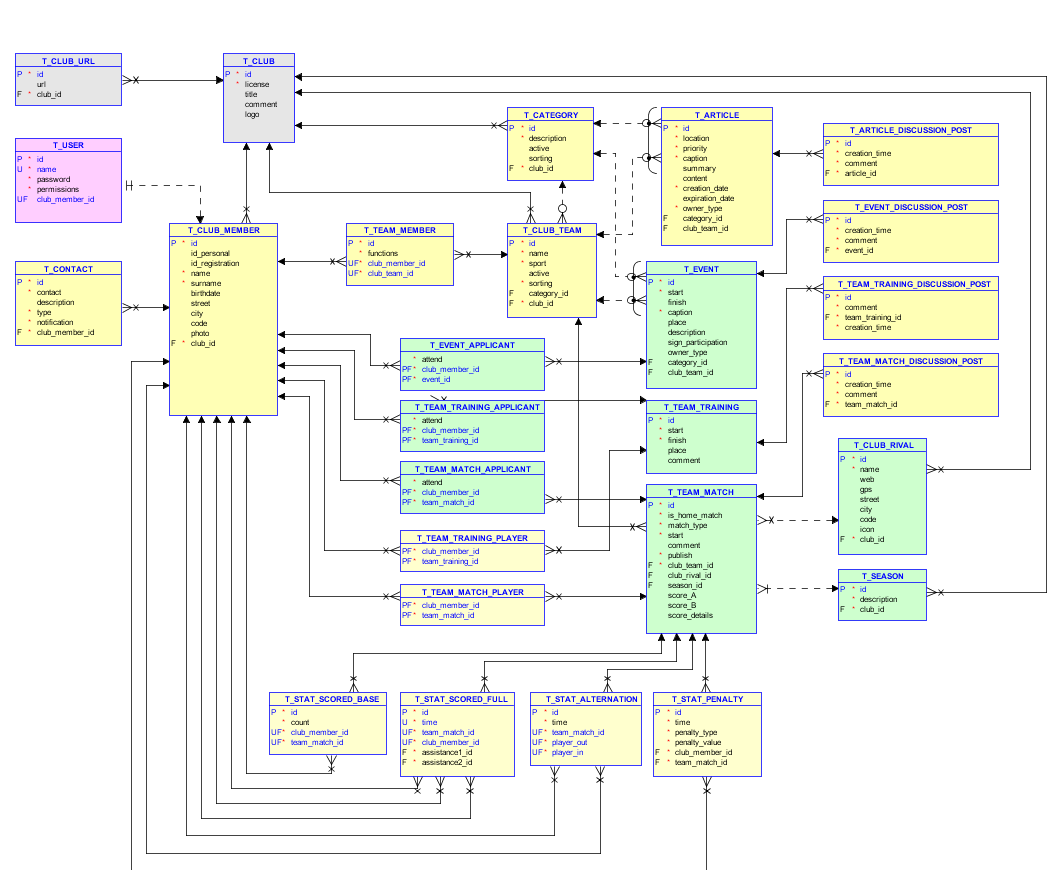 T_CLUB_URL
P * id
url
F * club_id
T_CLUB
P * id
* license
title
comment
logo
T_USER
P * id
U * name
* password
* permissions
UF club_member_id
T_CATEGORY
P * id
* description
active
sorting
F * club_id
T_ARTICLE
P * id
* location
* priority
* caption
summary
content
* creation_date
expiration_date
* owner_type
F category_id
F club_team_id
T_ARTICLE_DISCUSSION_POST
P * id
* creation_time
* comment
F * article_id
T_EVENT_DISCUSSION_POST
P * id
* creation_time
* comment
F * event_id
T_CLUB_MEMBER
P * id
id_personal
id_registration
* name
* surname
birthdate
street
city
code
photo
F * club_id
T_TEAM_MEMBER
P * id
* functions
UF* club_member_id
UF* club_team_id
T_CLUB_TEAM
P * id
* name
* sport
active
* sorting
F category_id
F * club_id
T_CONTACT
P * id
* contact
description
* type
* notification
F * club_member_id
T_EVENT
P * id
* start
finish
* caption
place
description
sign_participation
owner_type
F category_id
F club_team_id
T_TEAM_TRAINING_DISCUSSION_POST
P * id
* comment
F * team_training_id
* creation_time
T_EVENT_APPLICANT
* attend
PF* club_member_id
PF* event_id
T_TEAM_MATCH_DISCUSSION_POST
P * id
* creation_time
* comment
F * team_match_id
T_TEAM_TRAINING_APPLICANT
* attend
PF* club_member_id
PF* team_training_id
T_TEAM_TRAINING
P * id
* start
* finish
place
comment
T_TEAM_MATCH_APPLICANT
* attend
PF* club_member_id
PF* team_match_id
T_CLUB_RIVAL
P * id
* name
web
gps
street
city
code
icon
F * club_id
T_TEAM_MATCH
P * id
* is_home_match
* match_type
* start
comment
* publish
F * club_team_id
F club_rival_id
F season_id
score_A
score_B
score_details
T_TEAM_TRAINING_PLAYER
PF* club_member_id
PF* team_training_id
T_TEAM_MATCH_PLAYER
PF* club_member_id
PF* team_match_id
T_SEASON
P * id
* description
F * club_id
T_STAT_SCORED_BASE
P * id
* count
UF* club_member_id
UF* team_match_id
T_STAT_SCORED_FULL
P * id
U * time
UF* team_match_id
UF* club_member_id
F * assistance1_id
F * assistance2_id
T_STAT_ALTERNATION
P * id
* time
UF* team_match_id
UF* player_out
UF* player_in
T_STAT_PENALTY
P * id
* time
* penalty_type
* penalty_value
F * club_member_id
F * team_match_id